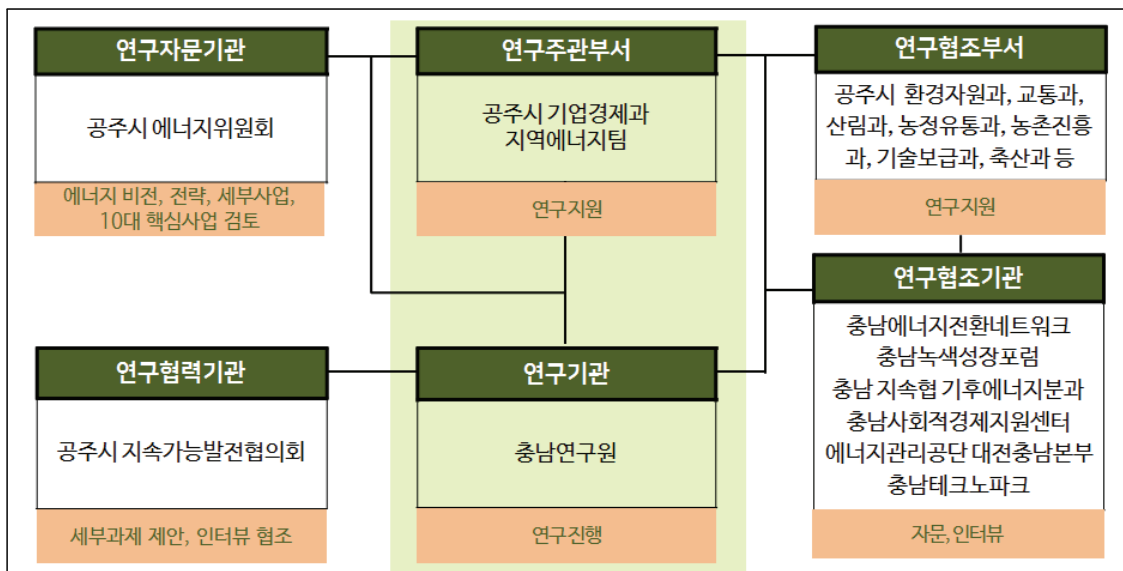 연구자문기관
공주시 에너지위원회
에너지 비전, 전략, 세부사업,
10대 핵심사업 검토
연구주관부서
공주시 기업경제과
지역에너지팀
연구지원
연구협조부서
공주시 환경자원과, 교통과,
산림과, 농정유통과, 농촌진흥
과, 기술보급과, 축산과 등
연구지원
연구협력기관
공주시 지속가능발전협의회
세부과제 제안, 인터뷰 협조
연구기관
충남연구원
연구진행
연구협조기관
충남에너지전환네트워크
충남녹색성장포럼
충남 지속협 기후에너지분과
충남사회적경제지원센터
에너지관리공단 대전충남본부
충남테크노파크
자문,인터뷰